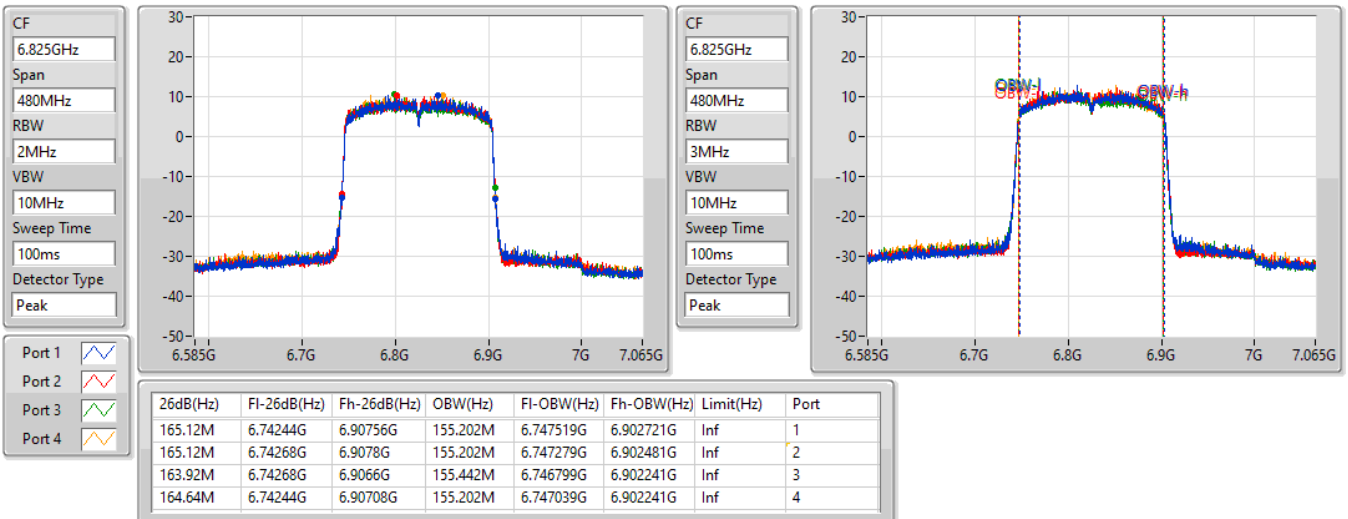 CF
6.825GHz
Span
480MHz
RBW
2MHz
VBW
10MHz
Sweep Time
100ms
Detector Type
Peak
30
20
10
0
-10
-20
-30
-40
-50
6.585G 6.7G 6.8G 6.9G 7G 7.065G
CF
6.825GHz
Span
480MHz
RBW
3MHz
VBW
10MHz
Sweep Time
100ms
Detector Type
Peak
30
20
10
0
-10
-20
-30
-40
-50
OBW-l OBW-h
6.585G 6.7G 6.8G 6.9G 7G 7.065G
Port 1
Port 2
Port 3
Port 4
26dB(Hz) Fl-26dB(Hz) Fh-26dB(Hz) OBW(Hz) Fl-OBW(Hz) Fh-OBW(Hz) Limit(Hz) Port
165.12M 6.74244G 6.90756G 155.202M 6.747519G 6.902721G Inf 1
165.12M 6.74268G 6.9078G 155.202M 6.747279G 6.902481G Inf 2
163.92M 6.74268G 6.9066G 155.442M 6.746799G 6.902241G Inf 3
164.64M 6.74244G 6.90708G 155.202M 6.747039G 6.902241G Inf 4